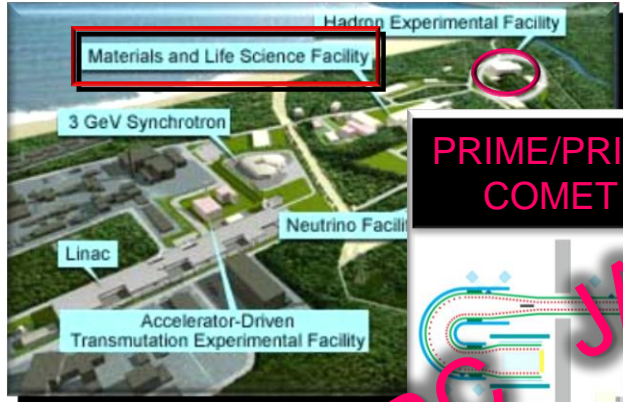 Hadron Experimental Facility
Materials and Life Science Facility
3 GeV Synchrotron
PRIME/PRI
COMET
Neutrino Facili
Linac
Accelerator-Driven
Transmutation Experimental Facility